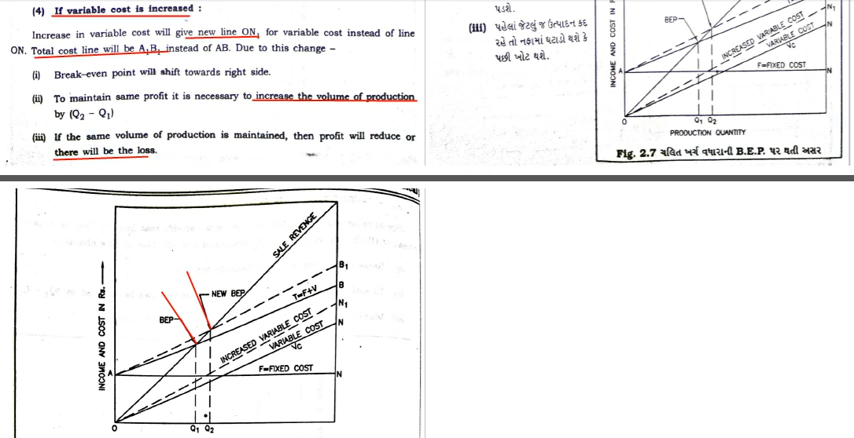 (4) If variable cost is increased :
Increase in variable cost will give new line ON₁ for variable cost instead of line
ON. Total cost line will be A₁B₁ instead of AB. Due to this change –
(i) Break-even point will shift towards right side.
(ii) To maintain same profit it is necessary to increase the volume of production
by (Q₂ – Q₁)
(iii) If the same volume of production is maintained, then profit will reduce or
there will be the loss.
પડશે.
(iii) પહેલાં જેટલું જ ઉત્પાદન કદ
રહે તો નફામાં ઘટાડો થશે કે
પછી ખોટ થશે.
INCOME AND COST IN
BEP
INCREASED VARIABLE COST
VARIABLE COST
VC
F=FIXED COST
N₁
N
A
N
O
Q₁ Q₂
PRODUCTION QUANTITY
Fig. 2.7 ચલિત ખર્ચ વધારાની B.E.P. પર થતી અસર
INCOME AND COST IN Rs.
SALE REVENGE
B₁
B
NEW BEP
T=F+V
N₁
BEP
INCREASED VARIABLE COST
N
VARIABLE COST
VC
F=FIXED COST
A
N
O
Q₁ Q₂